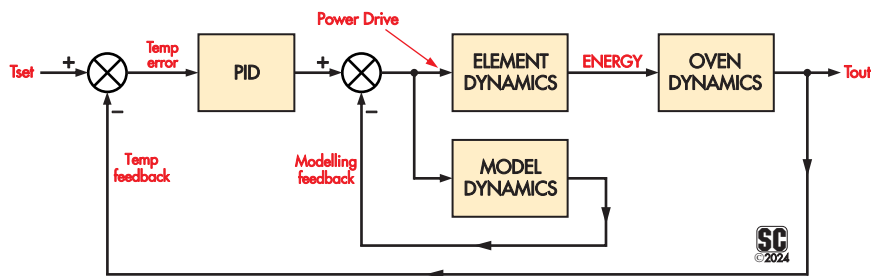 Power Drive
Tset
+
Temp
error
PID
+
ELEMENT
DYNAMICS
ENERGY
OVEN
DYNAMICS
Tout
–
–
Temp
feedback
Modelling
feedback
MODEL
DYNAMICS
SC
©2024